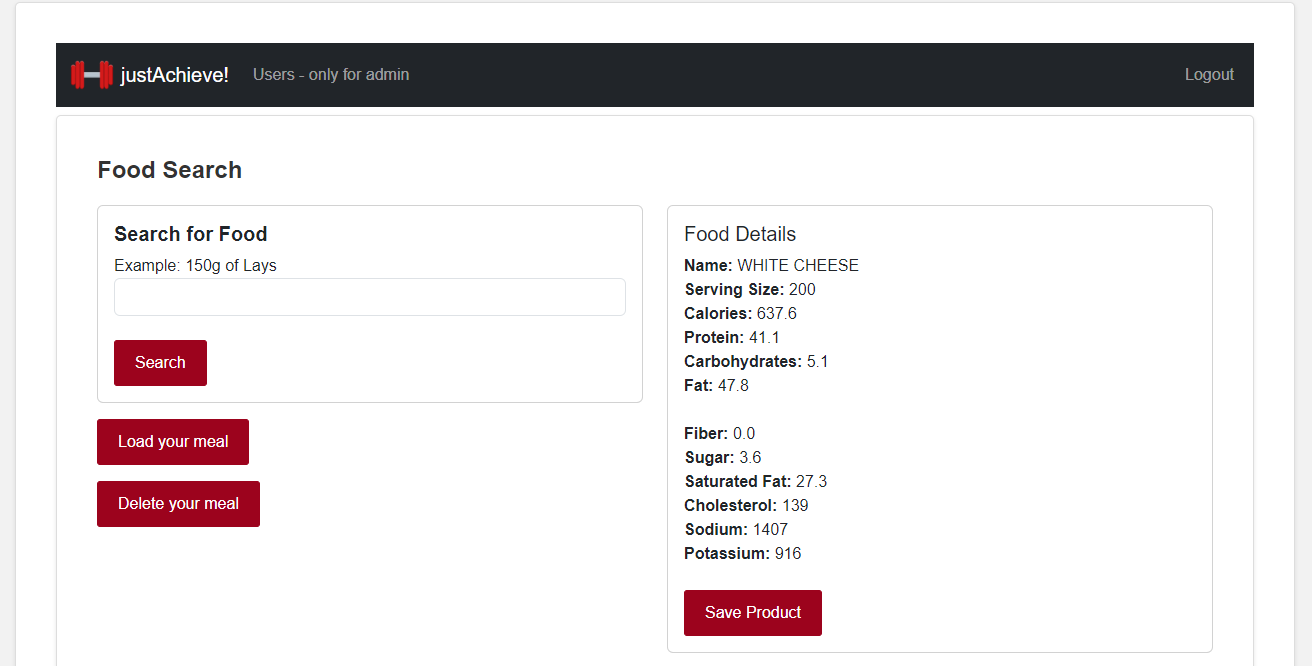 justAchieve! Users - only for admin Logout
Food Search
Search for Food
Example: 150g of Lays
Search
Load your meal
Delete your meal
Food Details
Name: WHITE CHEESE
Serving Size: 200
Calories: 637.6
Protein: 41.1
Carbohydrates: 5.1
Fat: 47.8
Fiber: 0.0
Sugar: 3.6
Saturated Fat: 27.3
Cholesterol: 139
Sodium: 1407
Potassium: 916
Save Product